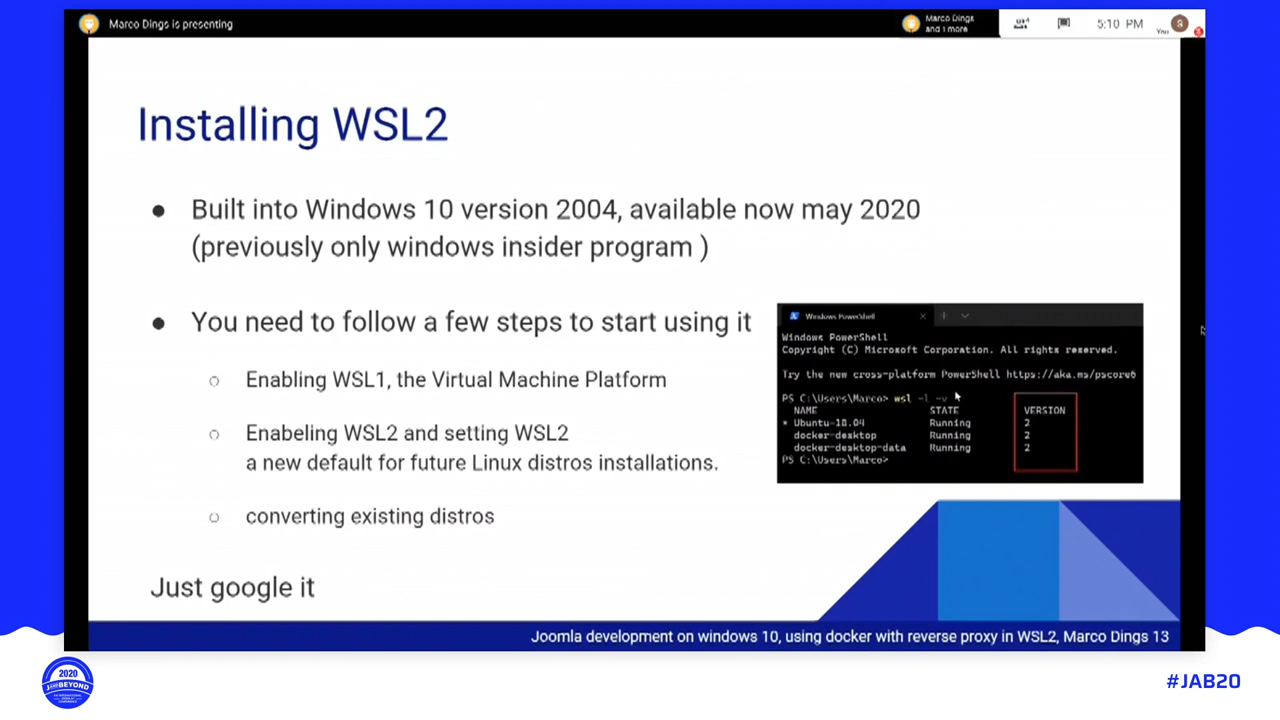 Marco Dings is presenting
Marco Dings
and 1 more
5:10 PM
You
S
Installing WSL2
Built into Windows 10 version 2004, available now may 2020
(previously only windows insider program )
You need to follow a few steps to start using it
Enabling WSL1, the Virtual Machine Platform
Enabeling WSL2 and setting WSL2
a new default for future Linux distros installations.
converting existing distros
Just google it
Windows PowerShell
Windows PowerShell
Copyright (C) Microsoft Corporation. All rights reserved.
Try the new cross-platform PowerShell https://aka.ms/pscore6
PS C:\Users\Marco> wsl -l -v
NAME STATE VERSION
* Ubuntu-18.04 Running 2
docker-desktop Running 2
docker-desktop-data Running 2
PS C:\Users\Marco>
Joomla development on windows 10, using docker with reverse proxy in WSL2, Marco Dings 13
2020
JANDBEYOND
#JAB20